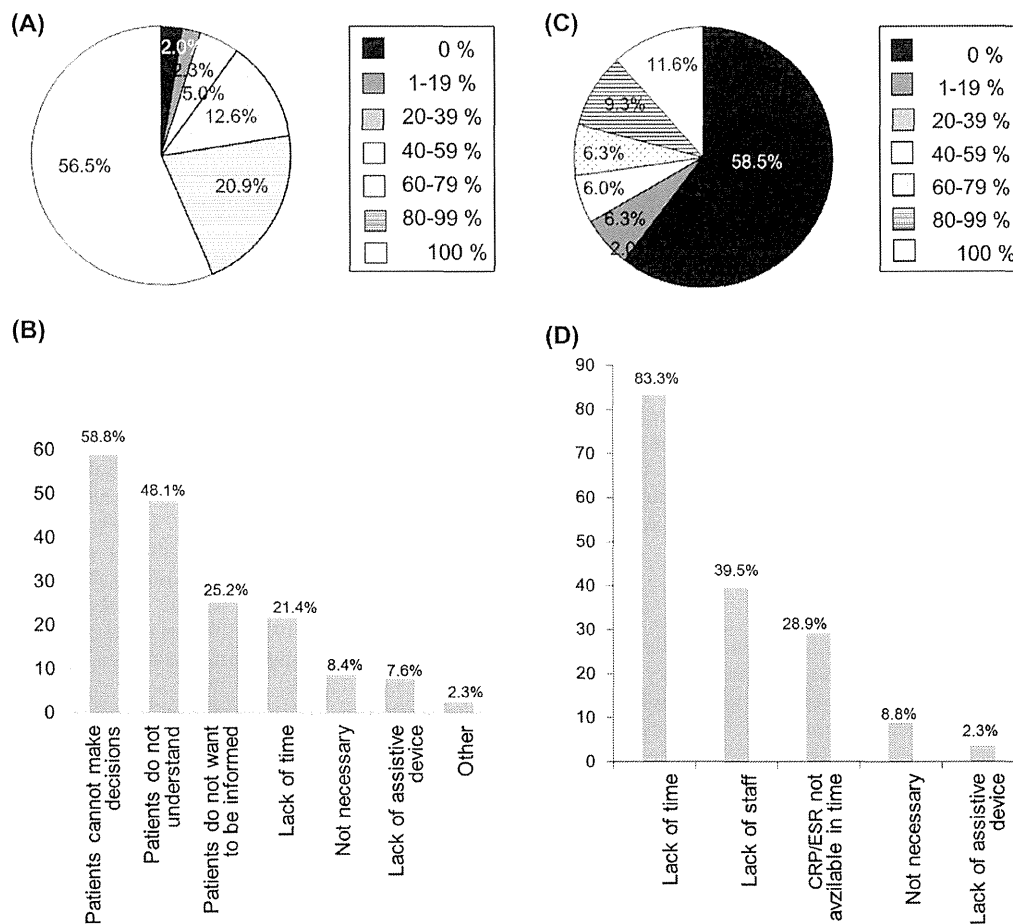 (A)
2.0%
2.3%
5.0%
12.6%
20.9%
56.5%
0 %
1-19 %
20-39 %
40-59 %
60-79 %
80-99 %
100 %
(C)
11.6%
9.3%
6.3%
6.0%
6.3%
2.0%
58.5%
0 %
1-19 %
20-39 %
40-59 %
60-79 %
80-99 %
100 %
(B)
60
50
40
30
20
10
0
58.8%
48.1%
25.2%
21.4%
8.4%
7.6%
2.3%
Patients cannot make
decisions
Patients do not
understand
Patients do not want
to be informed
Lack of time
Not necessary
Lack of assistive
device
Other
(D)
90
80
70
60
50
40
30
20
10
0
83.3%
39.5%
28.9%
8.8%
2.3%
Lack of time
Lack of staff
CRP/ESR not
avzilable in time
Not necessary
Lack of assistive
device